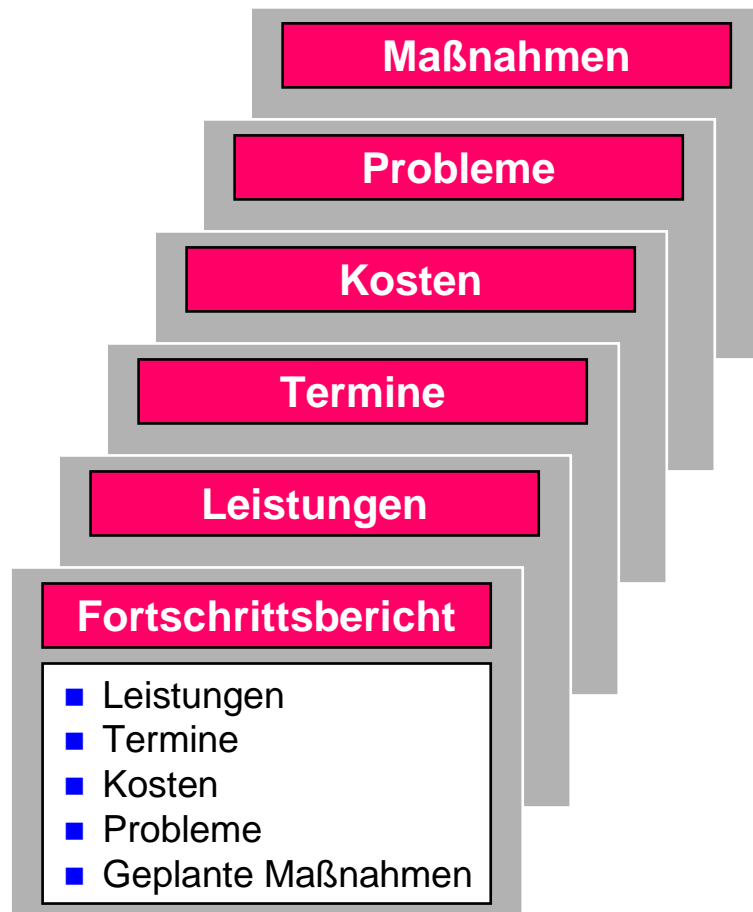 Maßnahmen
Probleme
Kosten
Termine
Leistungen
Fortschrittsbericht
Leistungen
Termine
Kosten
Probleme
Geplante Maßnahmen